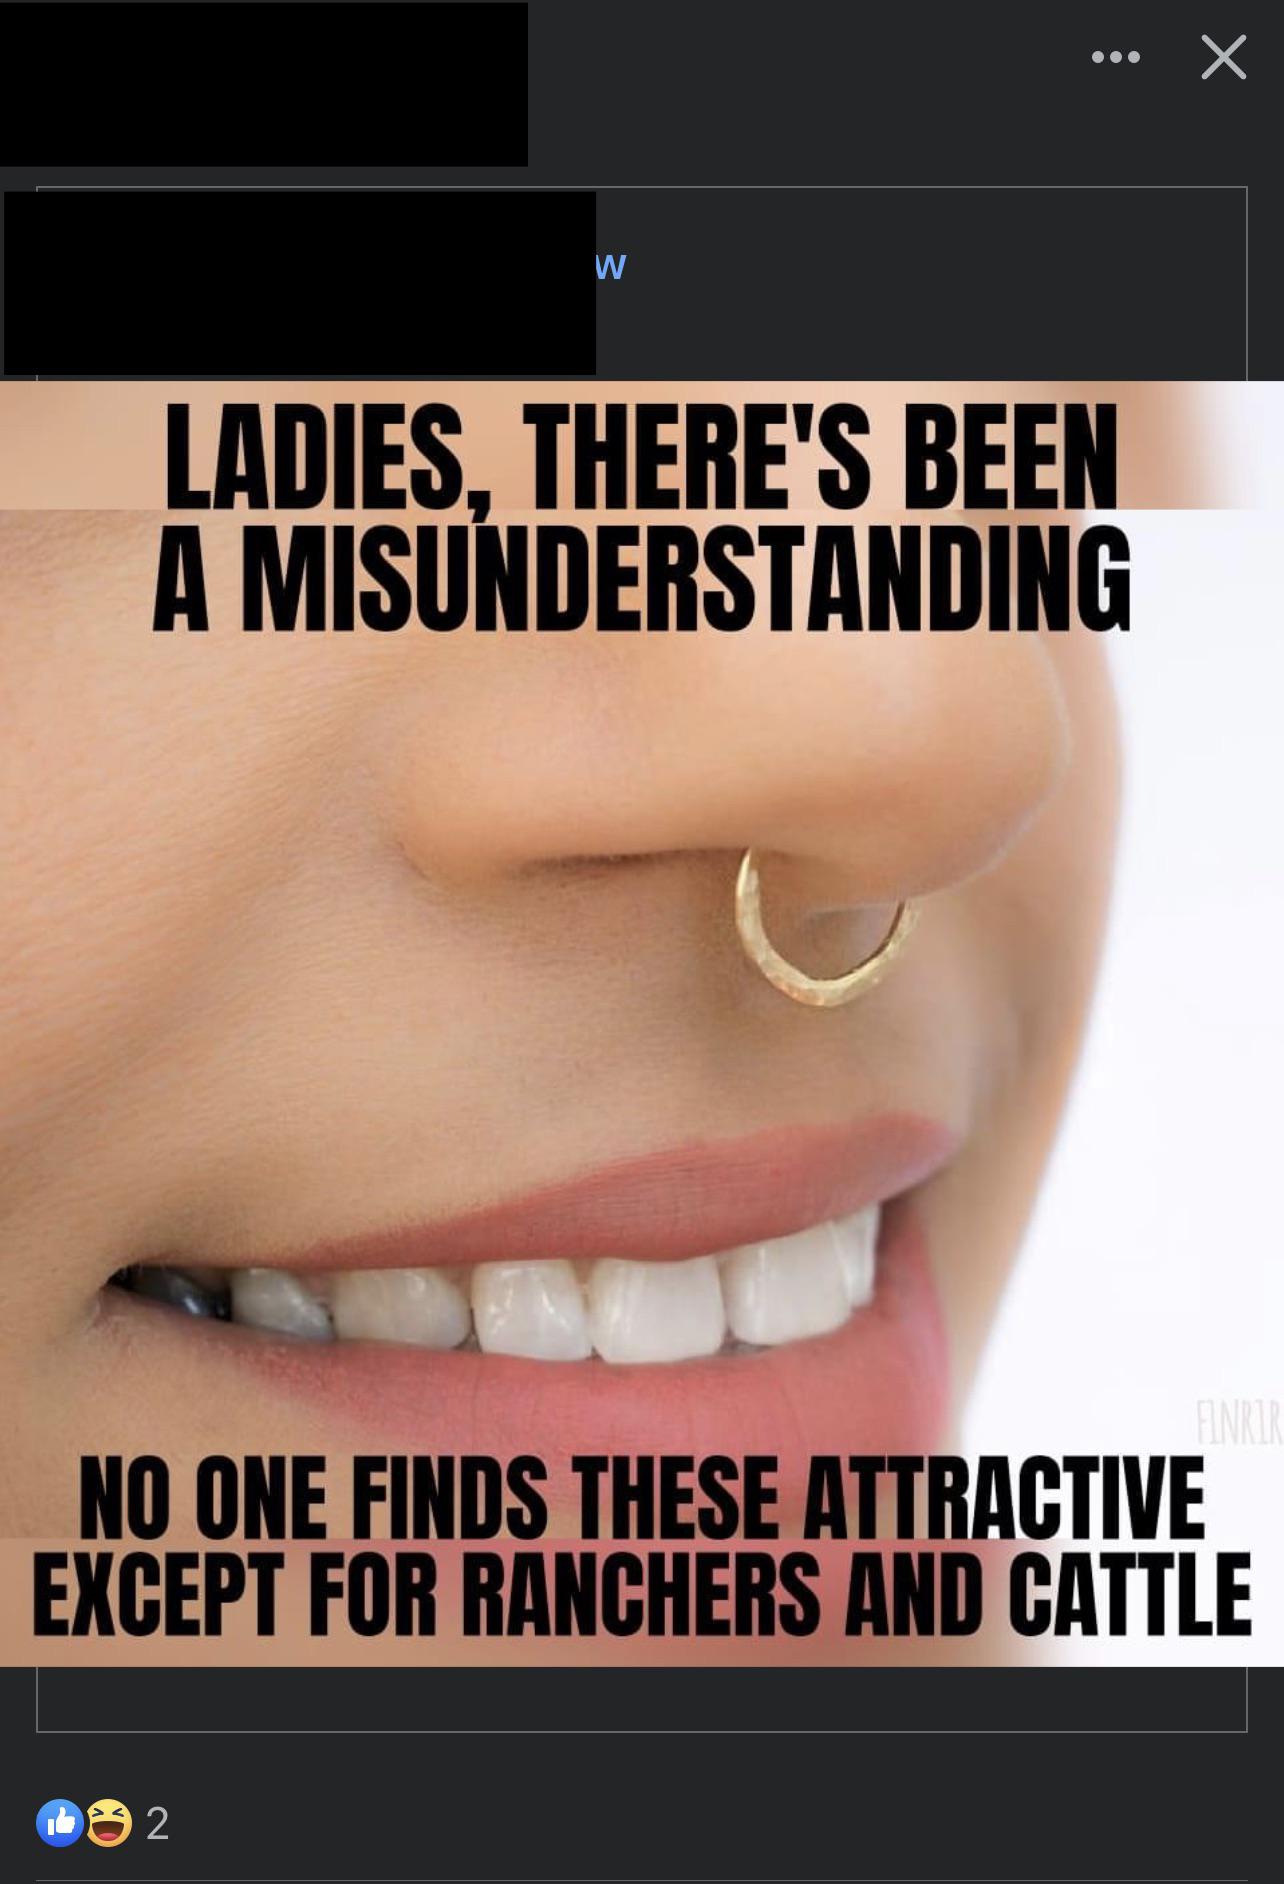 w
LADIES, THERE'S BEEN
A MISUNDERSTANDING
FINRIR
NO ONE FINDS THESE ATTRACTIVE
EXCEPT FOR RANCHERS AND CATTLE
2